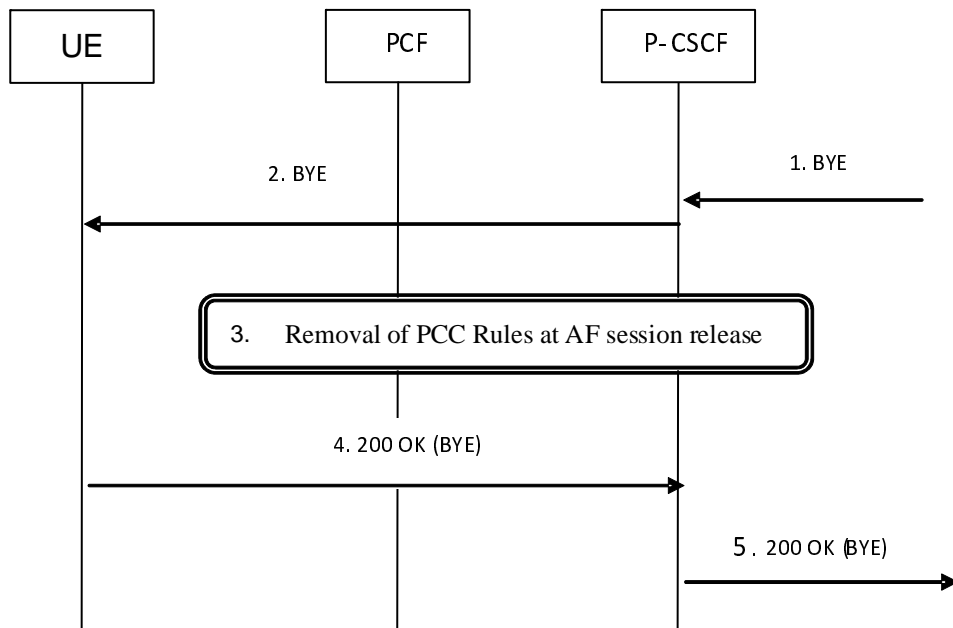 UE
PCF
P-CSCF
1. BYE
2. BYE
3. Removal of PCC Rules at AF session release
4. 200 OK (BYE)
5. 200 OK (BYE)